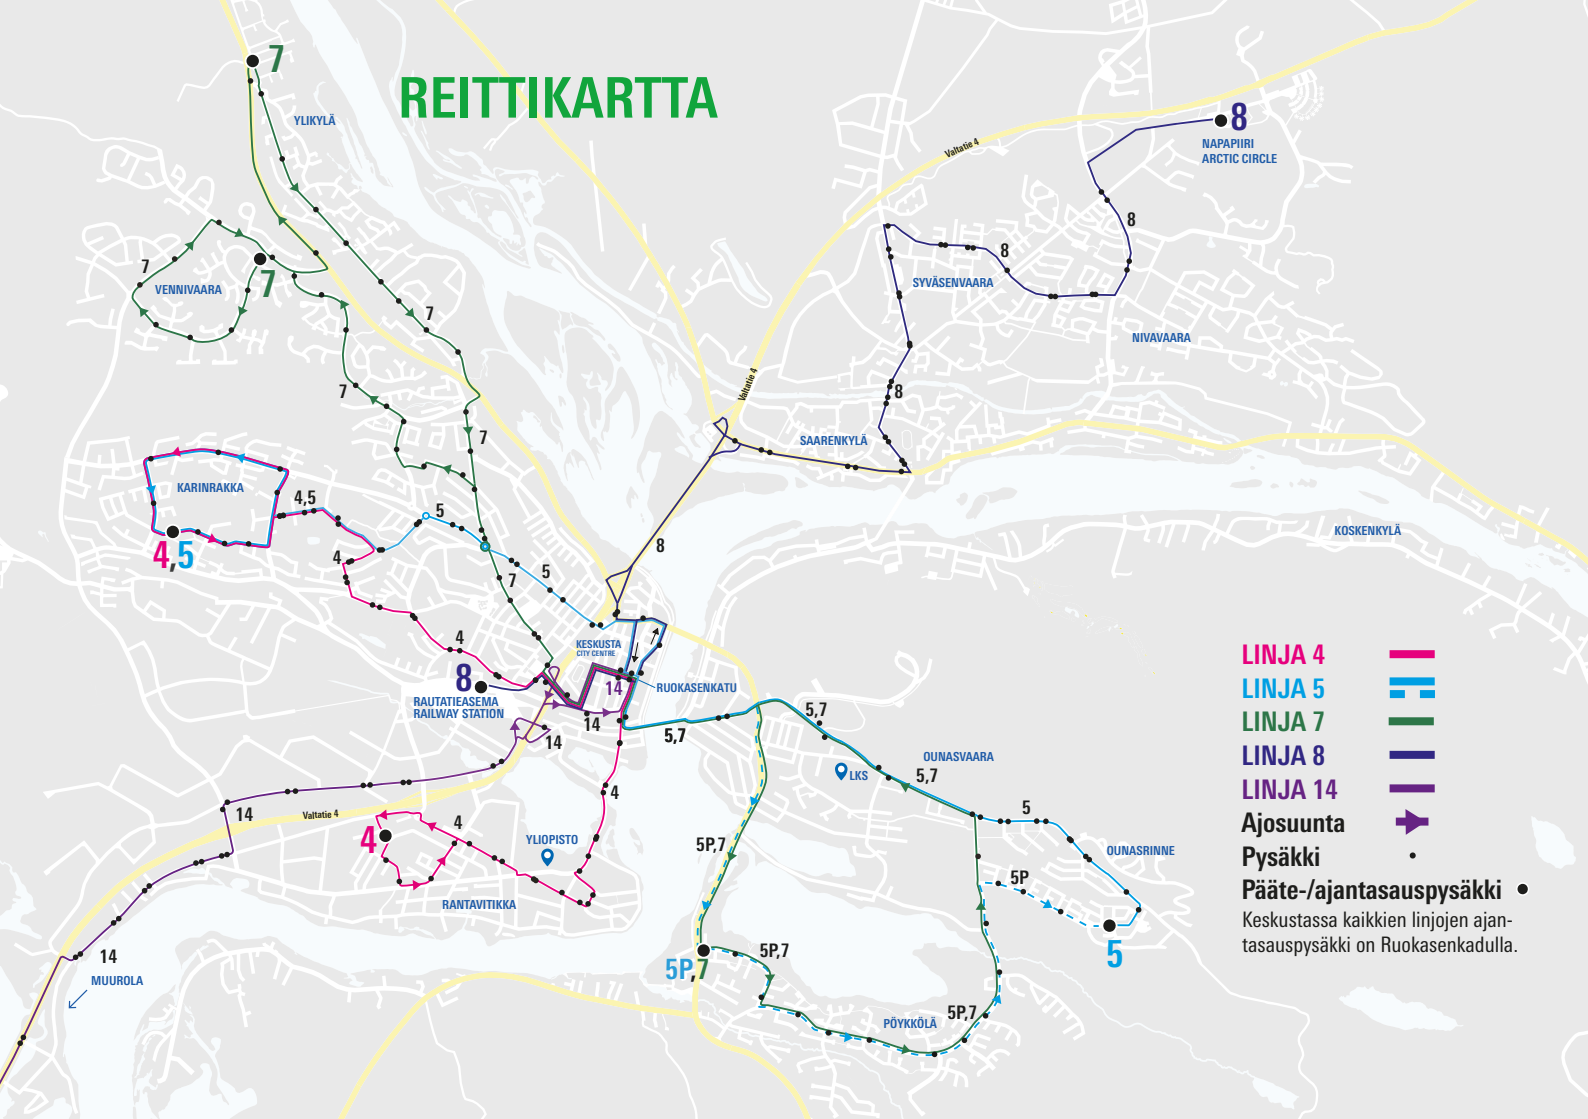 REITTIKARTTA
7
YLIKYLÄ
Valtatie 4
8
NAPAPIIRI
ARCTIC CIRCLE
8
8
7
7
VENNIVAARA
SYVÄSENVAARA
7
NIVAVAARA
Valtatie 4
7
8
7
SAARENKYLÄ
KARINRAKKA
4,5
5
KOSKENKYLÄ
4,5
4
8
5
7
4
KESKUSTA
CITY CENTRE
8
RAUTATIEASEMA
RAILWAY STATION
14
RUOKASENKATU
14
14
5,7
5,7
OUNASVAARA
LKS
5,7
4
14
Valtatie 4
4
4
YLIOPISTO
5
OUNASRINNE
5P,7
5P
RANTAVITIKKA
14
MUUROLA
5P,7
5P,7
5P,7
PÖYKKÖLÄ
5
LINJA 4
LINJA 5
LINJA 7
LINJA 8
LINJA 14
Ajosuunta
Pysäkki
Pääte-/ajantasauspysäkki
Keskustassa kaikkien linjojen ajan-
tasauspysäkki on Ruokasenkadulla.